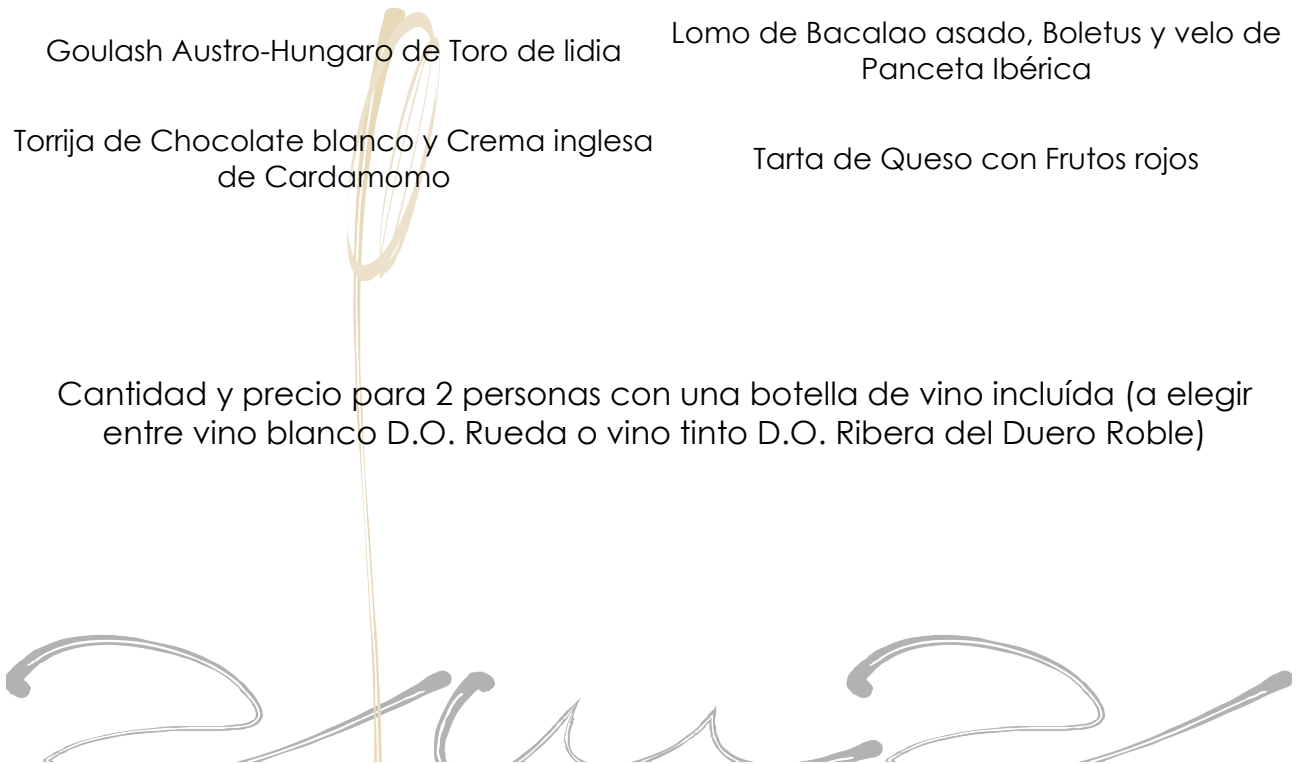 Goulash Austro-Hungaro de Toro de lidia
Torrija de Chocolate blanco y Crema inglesa
de Cardamomo
Lomo de Bacalao asado, Boletus y velo de
Panceta Ibérica
Tarta de Queso con Frutos rojos
Cantidad y precio para 2 personas con una botella de vino incluída (a elegir
entre vino blanco D.O. Rueda o vino tinto D.O. Ribera del Duero Roble)